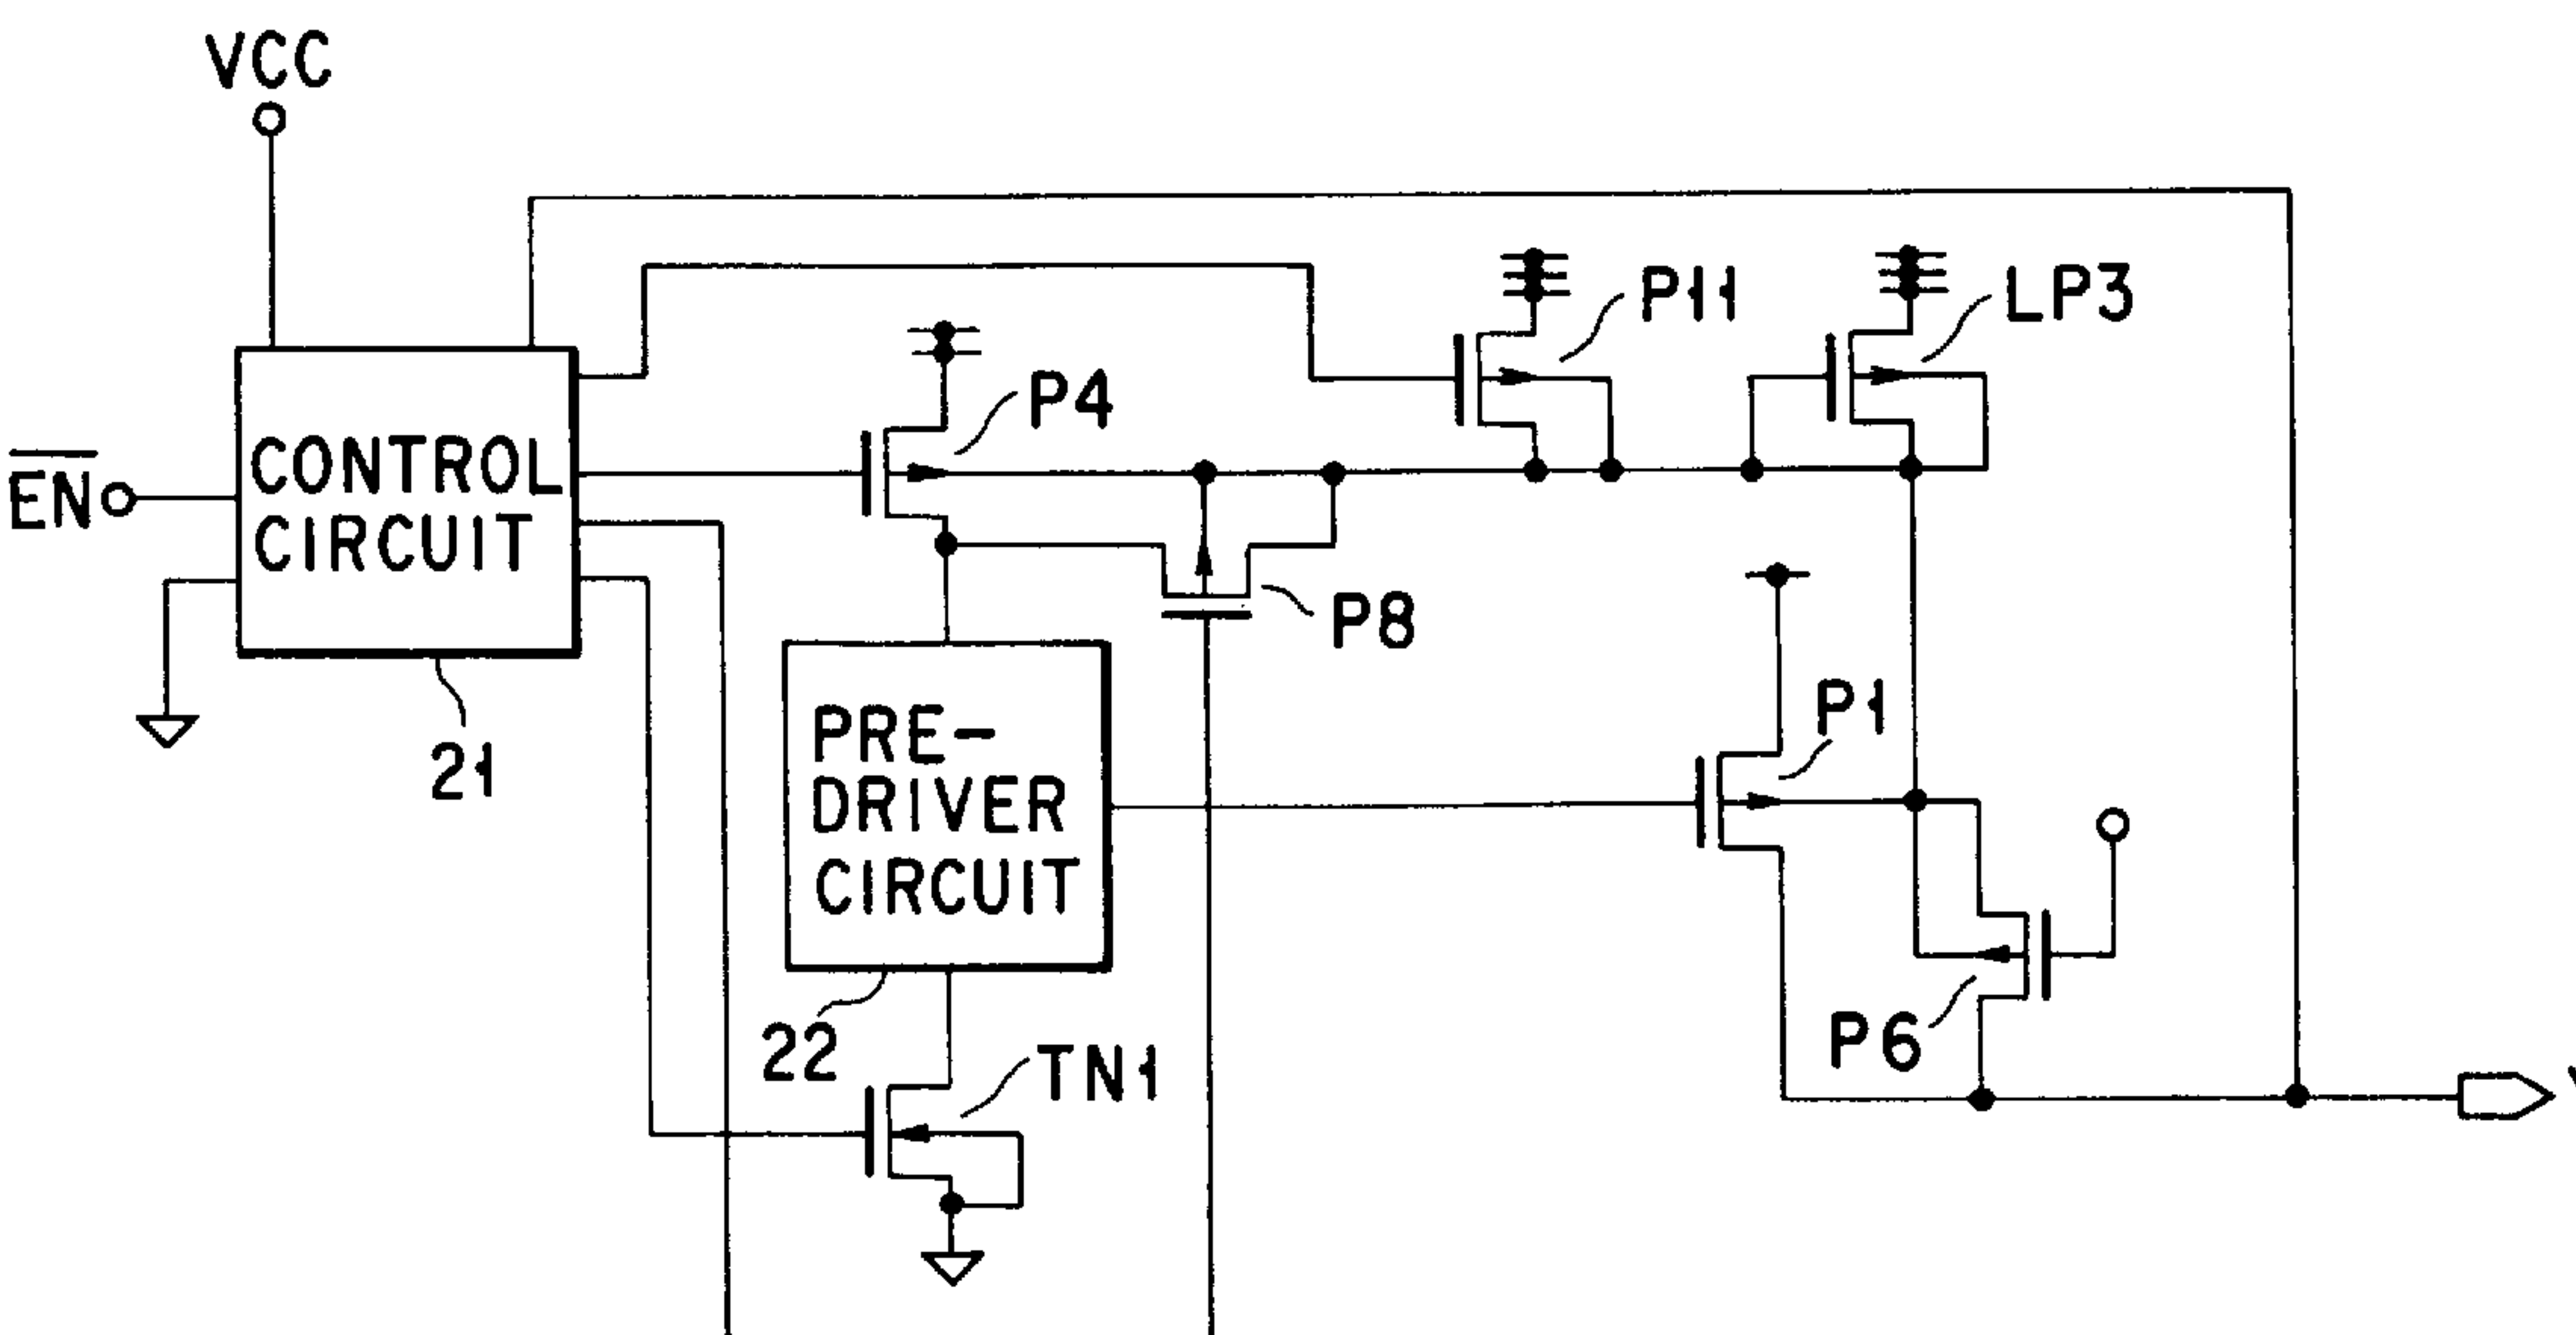 VCC
P11
LP3
P4
EN
CONTROL
CIRCUIT
P8
21
P1
PRE-
DRIVER
CIRCUIT
22
TN1
P6